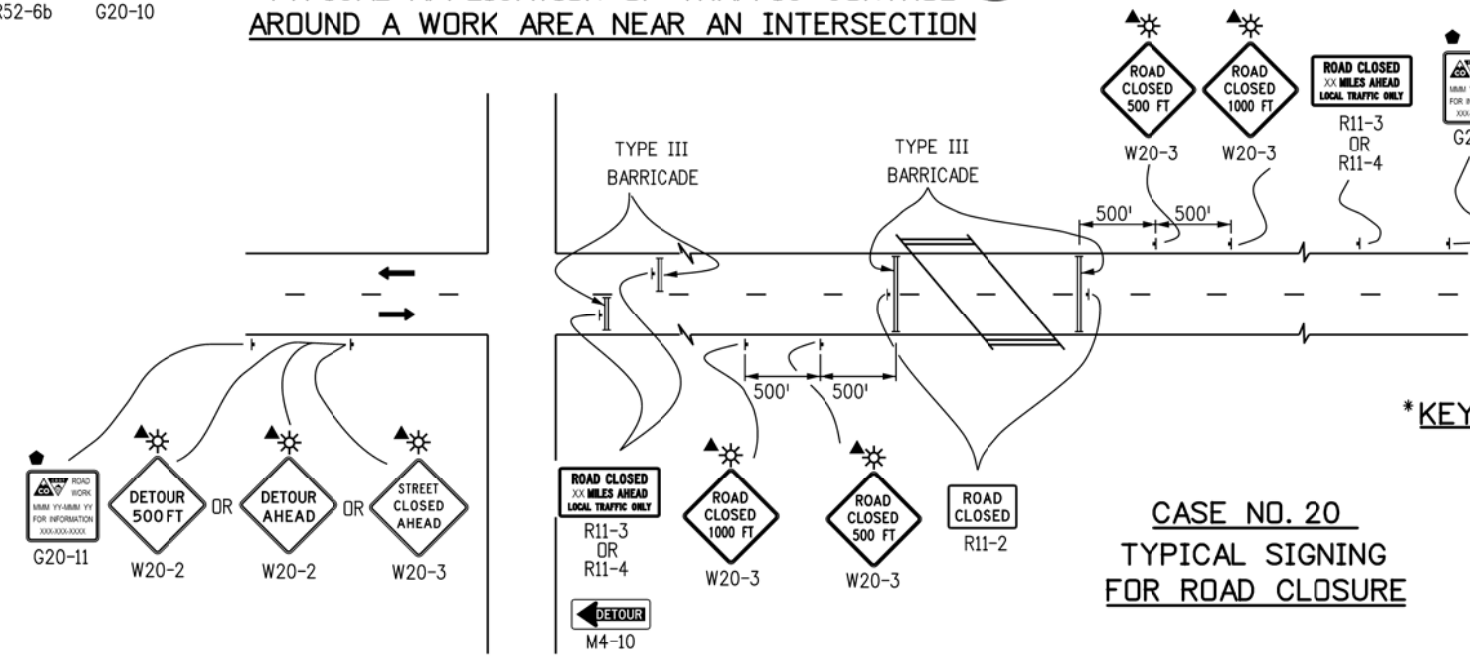 R52-6b
G20-10
AROUND A WORK AREA NEAR AN INTERSECTION
ROAD
CLOSED
500 FT
W20-3
ROAD
CLOSED
1000 FT
W20-3
ROAD CLOSED
XX MILES AHEAD
LOCAL TRAFFIC ONLY
R11-3
OR
R11-4
TYPE III
BARRICADE
TYPE III
BARRICADE
500'
500'
500'
500'
*KEY
ROAD
WORK
MMM YY-MMM YY
FOR INFORMATION
XXX-XXX-XXXX
G20-11
DETOUR
500 FT
W20-2
OR
DETOUR
AHEAD
W20-2
OR
STREET
CLOSED
AHEAD
W20-3
ROAD CLOSED
XX MILES AHEAD
LOCAL TRAFFIC ONLY
R11-3
OR
R11-4
DETOUR
M4-10
ROAD
CLOSED
1000 FT
W20-3
ROAD
CLOSED
500 FT
W20-3
ROAD
CLOSED
R11-2
CASE NO. 20
TYPICAL SIGNING
FOR ROAD CLOSURE